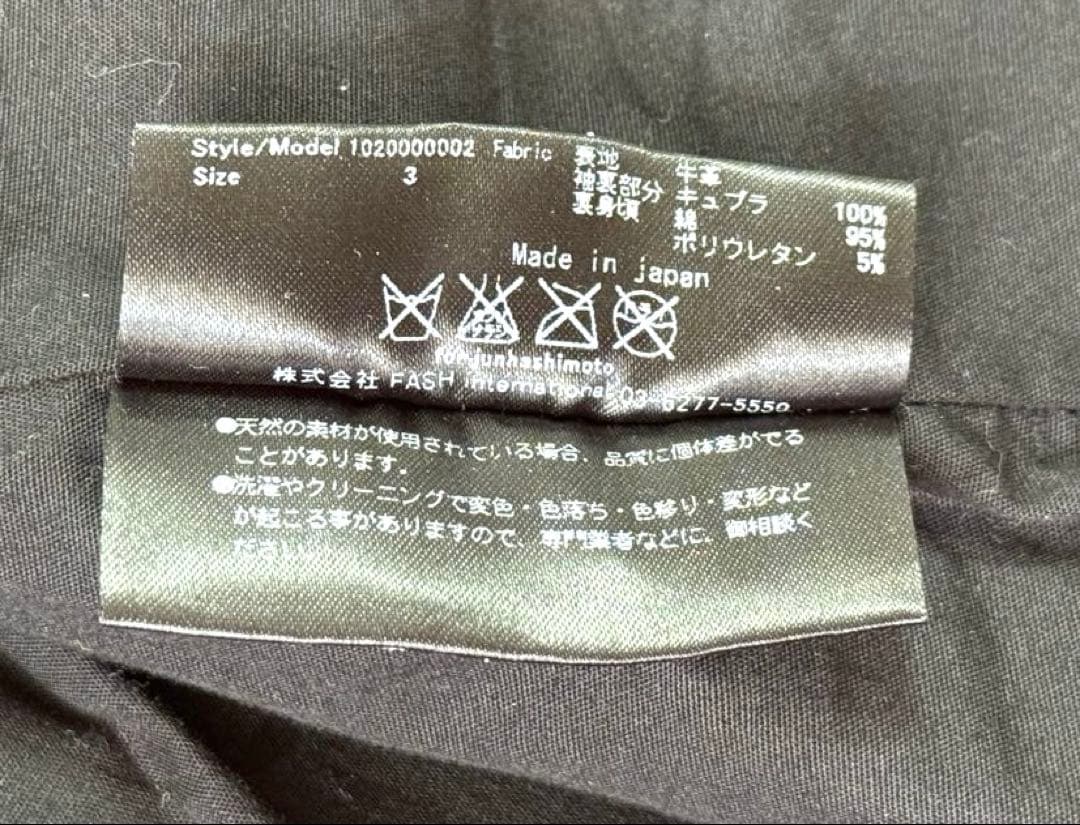 Style/Model 1020000002 Fabric 表地 牛革
Size 3 袖裏部分 キュプラ 100%
裏身頃 綿 95%
ポリウレタン 5%
Made in japan
for junhashimoto
株式会社 FASH international 03-6277-5559
●天然の素材が使用されている場合、品質に個体差がでる
ことがあります。
●洗濯やクリーニングで変色・色落ち・色移り・変形など
が起こる事がありますので、専門業者などに、御相談く
ださい。